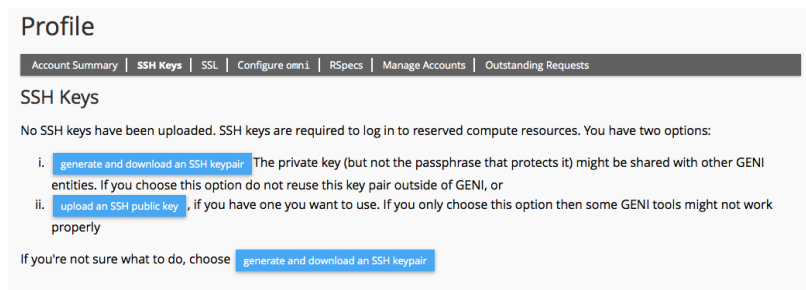 Profile
Account Summary | SSH Keys | SSL | Configure omni | RSpecs | Manage Accounts | Outstanding Requests
SSH Keys
No SSH keys have been uploaded. SSH keys are required to log in to reserved compute resources. You have two options:
i. generate and download an SSH keypair The private key (but not the passphrase that protects it) might be shared with other GENI
entities. If you choose this option do not reuse this key pair outside of GENI, or
ii. upload an SSH public key , if you have one you want to use. If you only choose this option then some GENI tools might not work
properly
If you're not sure what to do, choose generate and download an SSH keypair